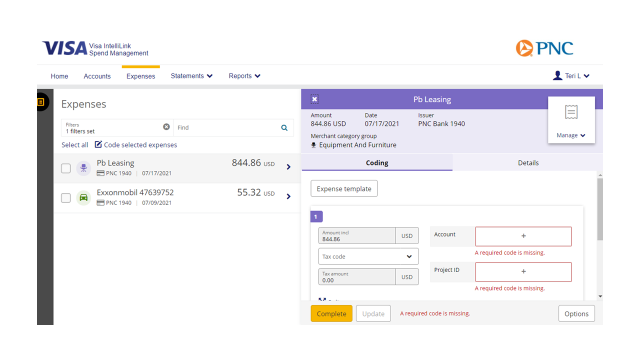 VISA Visa IntelliLink
Spend Management
PNC
Home Accounts Expenses Statements Reports Teri L
Expenses
Filters
1 filters set
Find
Select all Code selected expenses
Pb Leasing 844.86 USD
PNC 1940 07/17/2021
Exxonmobil 47639752 55.32 USD
PNC 1940 07/09/2021
Pb Leasing
Amount Date Issuer
844.86 USD 07/17/2021 PNC Bank 1940
Merchant category group
Equipment And Furniture
Manage
Coding Details
Expense template
1
Amount incl
844.86 USD
Account +
A required code is missing.
Tax code
Project ID +
A required code is missing.
Tax amount
0.00 USD
Complete Update A required code is missing. Options